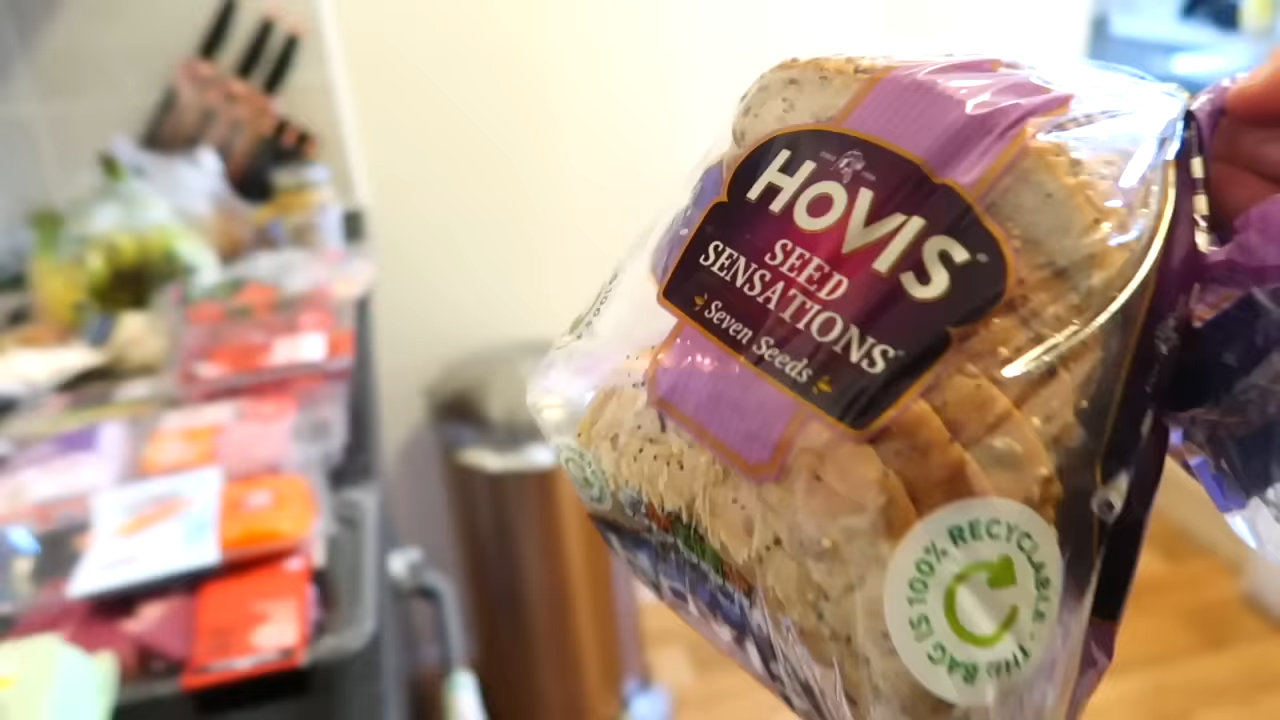 HOVIS
SEED
SENSATIONS
Seven Seeds
THIS BAG IS 100% RECYCLABLE